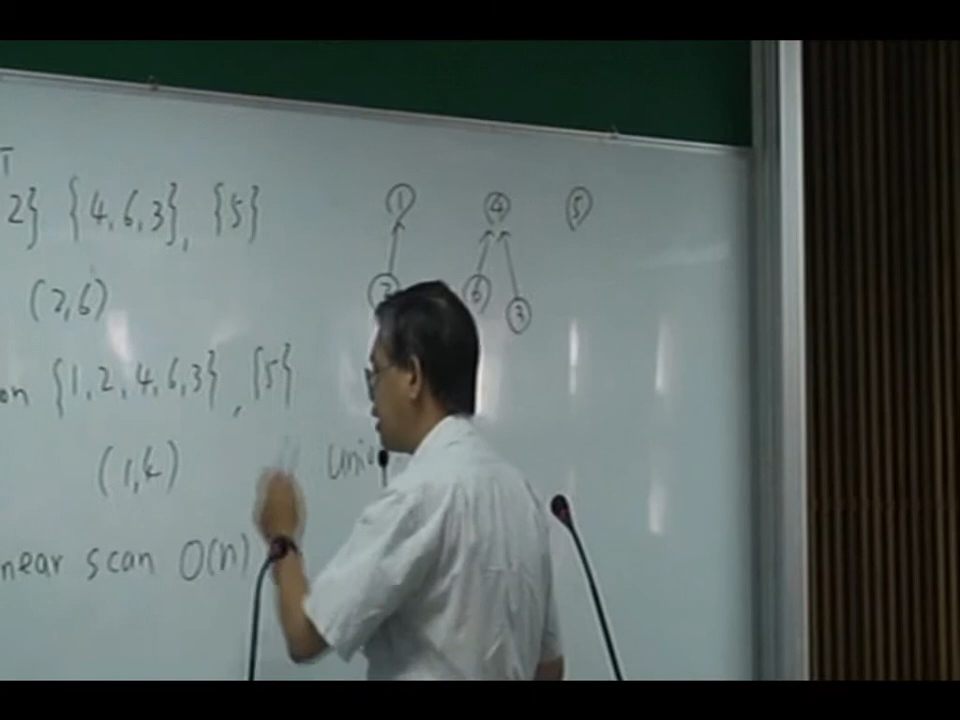 2} {4,6,3}, {5}
(2,6)
on {1,2,4,6,3}, {5}
(1,4)
near scan O(n)
1 4 5
2 6 3
unio